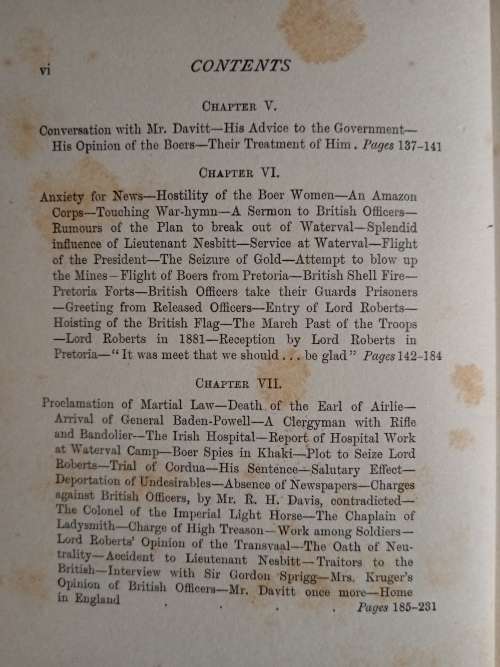 vi CONTENTS
CHAPTER V.
Conversation with Mr. Davitt—His Advice to the Government—
His Opinion of the Boers—Their Treatment of Him . Pages 137–141
CHAPTER VI.
Anxiety for News—Hostility of the Boer Women—An Amazon
Corps—Touching War-hymn—A Sermon to British Officers—
Rumours of the Plan to break out of Waterval—Splendid
influence of Lieutenant Nesbitt—Service at Waterval—Flight
of the President—The Seizure of Gold—Attempt to blow up
the Mines—Flight of Boers from Pretoria—British Shell Fire—
Pretoria Forts—British Officers take their Guards Prisoners
—Greeting from Released Officers—Entry of Lord Roberts—
Hoisting of the British Flag—The March Past of the Troops
—Lord Roberts in 1881—Reception by Lord Roberts in
Pretoria—“It was meet that we should . . . be glad” Pages 142–184
CHAPTER VII.
Proclamation of Martial Law—Death of the Earl of Airlie—
Arrival of General Baden-Powell—A Clergyman with Rifle
and Bandolier—The Irish Hospital—Report of Hospital Work
at Waterval Camp—Boer Spies in Khaki—Plot to Seize Lord
Roberts—Trial of Cordua—His Sentence—Salutary Effect—
Deportation of Undesirables—Absence of Newspapers—Charges
against British Officers, by Mr. R. H. Davis, contradicted—
The Colonel of the Imperial Light Horse—The Chaplain of
Ladysmith—Charge of High Treason—Work among Soldiers—
Lord Roberts' Opinion of the Transvaal—The Oath of Neu-
trality—Accident to Lieutenant Nesbitt—Traitors to the
British—Interview with Sir Gordon Sprigg—Mrs. Kruger's
Opinion of British Officers—Mr. Davitt once more—Home
in England . . . Pages 185–231